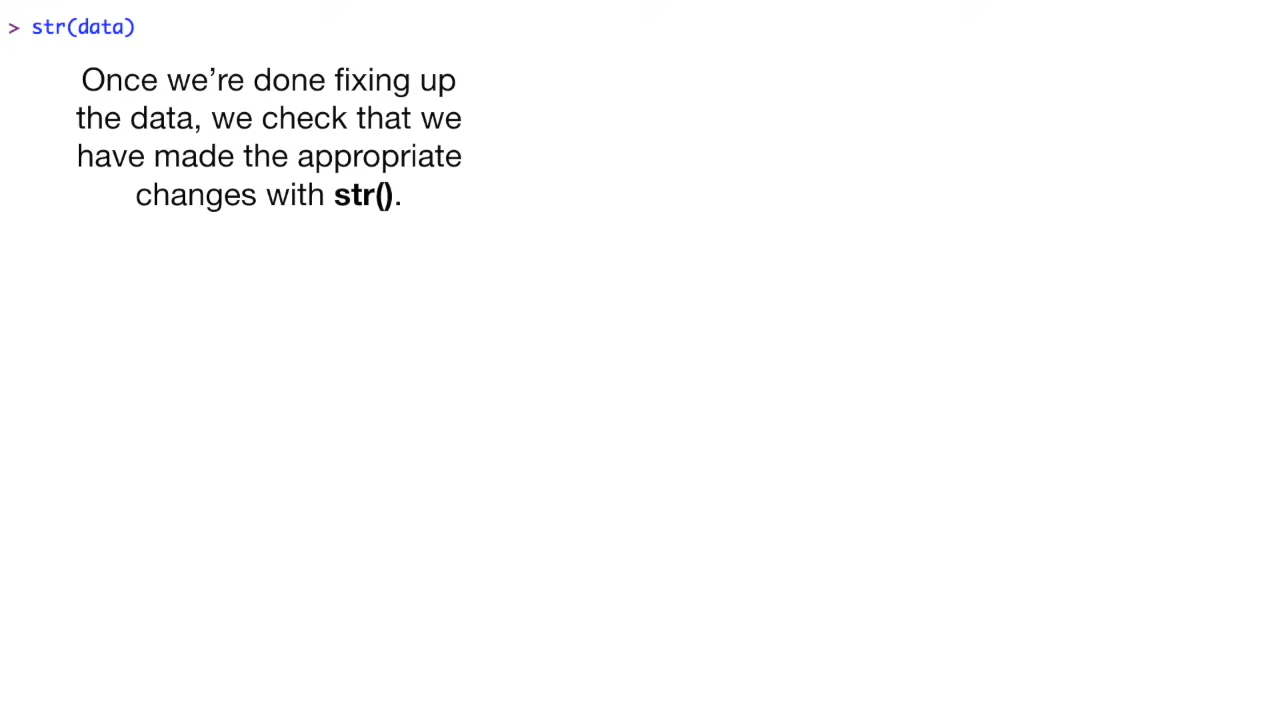 > str(data)
Once we’re done fixing up
the data, we check that we
have made the appropriate
changes with str().